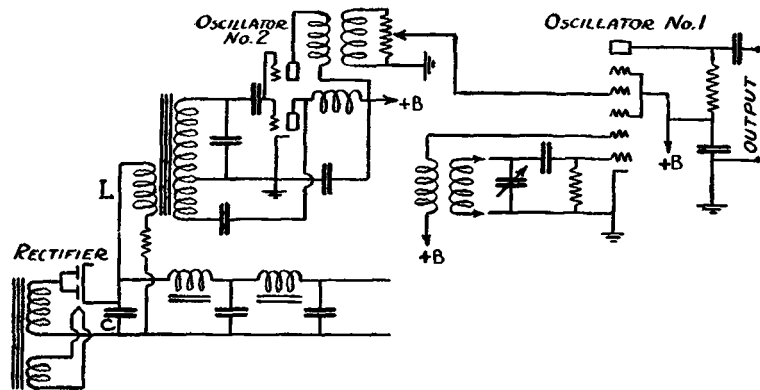 OSCILLATOR
No.2
OSCILLATOR No.1
+B
+B
OUTPUT
L
+B
RECTIFIER
C